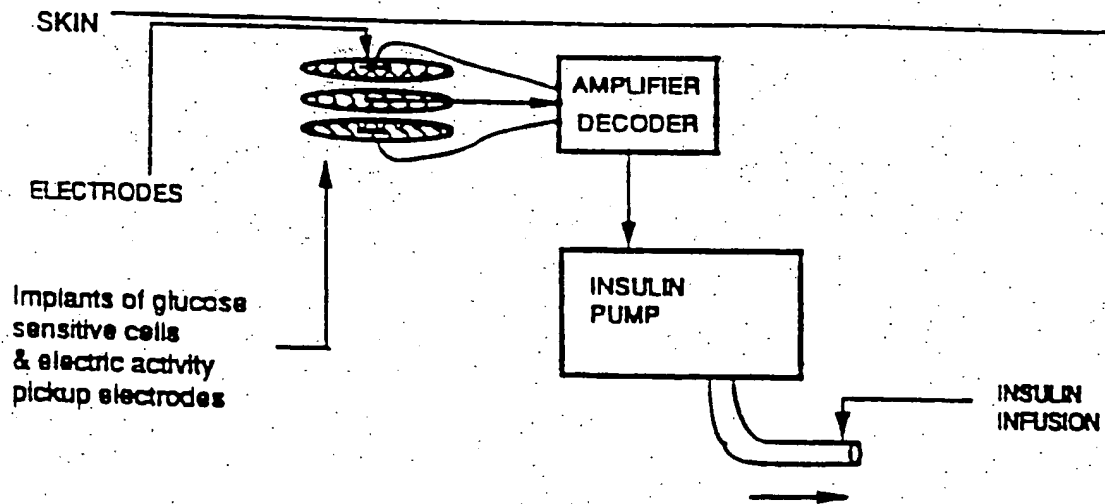 SKIN
AMPLIFIER
DECODER
ELECTRODES
INSULIN
PUMP
Implants of glucose
sensitive cells
& electric activity
pickup electrodes
INSULIN
INFUSION